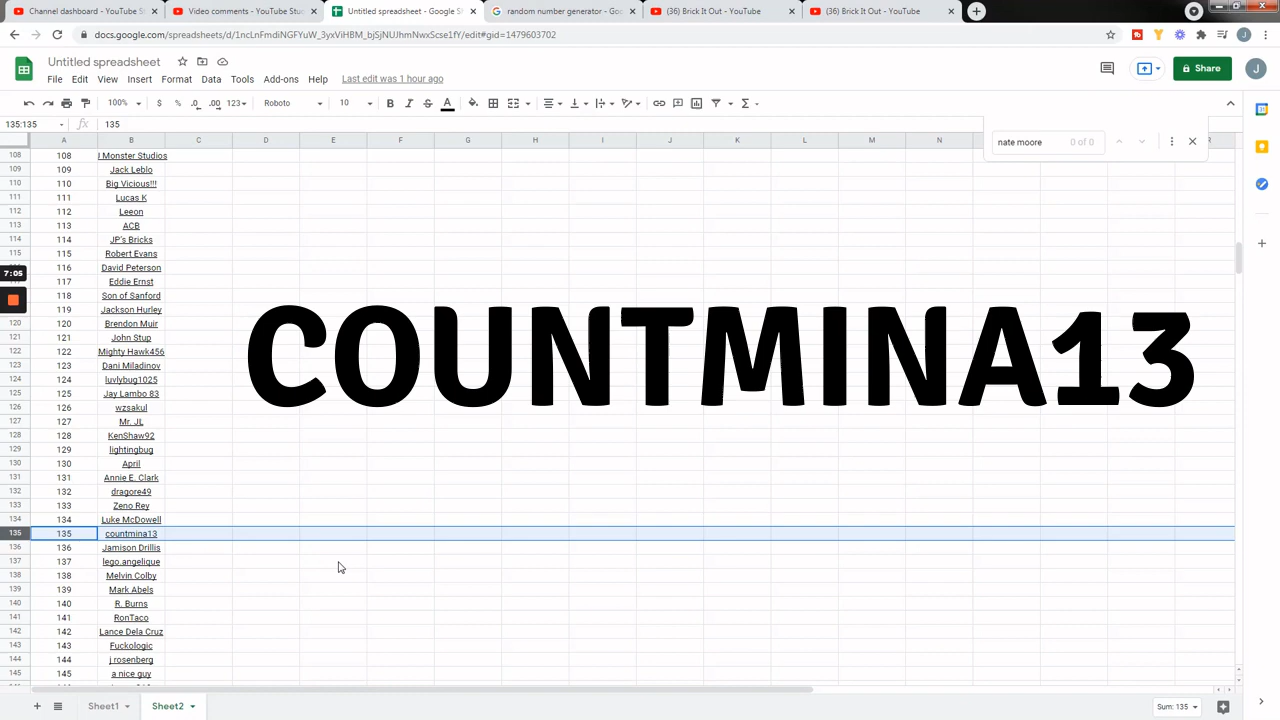 Channel dashboard - YouTube St
Video comments - YouTube Stud
Untitled spreadsheet - Google S
random number generator - Goo
(36) Brick It Out - YouTube
(36) Brick It Out - YouTube
docs.google.com/spreadsheets/d/1ncLnFmdiNGFYuW_3yxViHBM_bjSjNUJhmNwxScse1fY/edit#gid=1479603702
Untitled spreadsheet
File Edit View Insert Format Data Tools Add-ons Help Last edit was 1 hour ago
Share
J
100% $ % .0 .00 123 Roboto 10 B I S A
135:135 fx 135
nate moore 0 of 0
A B C D E F G H I J K L M N R
108 108 J Monster Studios
109 109 Jack Leblo
110 110 Big Vicious!!!
111 111 Lucas K
112 112 Leeon
113 113 ACB
114 114 JP's Bricks
115 115 Robert Evans
116 116 David Peterson
117 117 Eddie Ernst
118 118 Son of Sanford
119 119 Jackson Hurley
120 120 Brendon Muir
121 121 John Stup
122 122 Mighty Hawk456
123 123 Dani Miladinov
124 124 luvlybug1025
125 125 Jay Lambo 83
126 126 wzsakul
127 127 Mr. JL
128 128 KenShaw92
129 129 lightingbug
130 130 April
131 131 Annie E. Clark
132 132 dragore49
133 133 Zeno Rey
134 134 Luke McDowell
135 135 countmina13
136 136 Jamison Drillis
137 137 lego.angelique
138 138 Melvin Colby
139 139 Mark Abels
140 140 R. Burns
141 141 RonTaco
142 142 Lance Dela Cruz
143 143 Fuckologic
144 144 j rosenberg
145 145 a nice guy
7:05
COUNTMINA13
Sheet1 Sheet2
Sum: 135